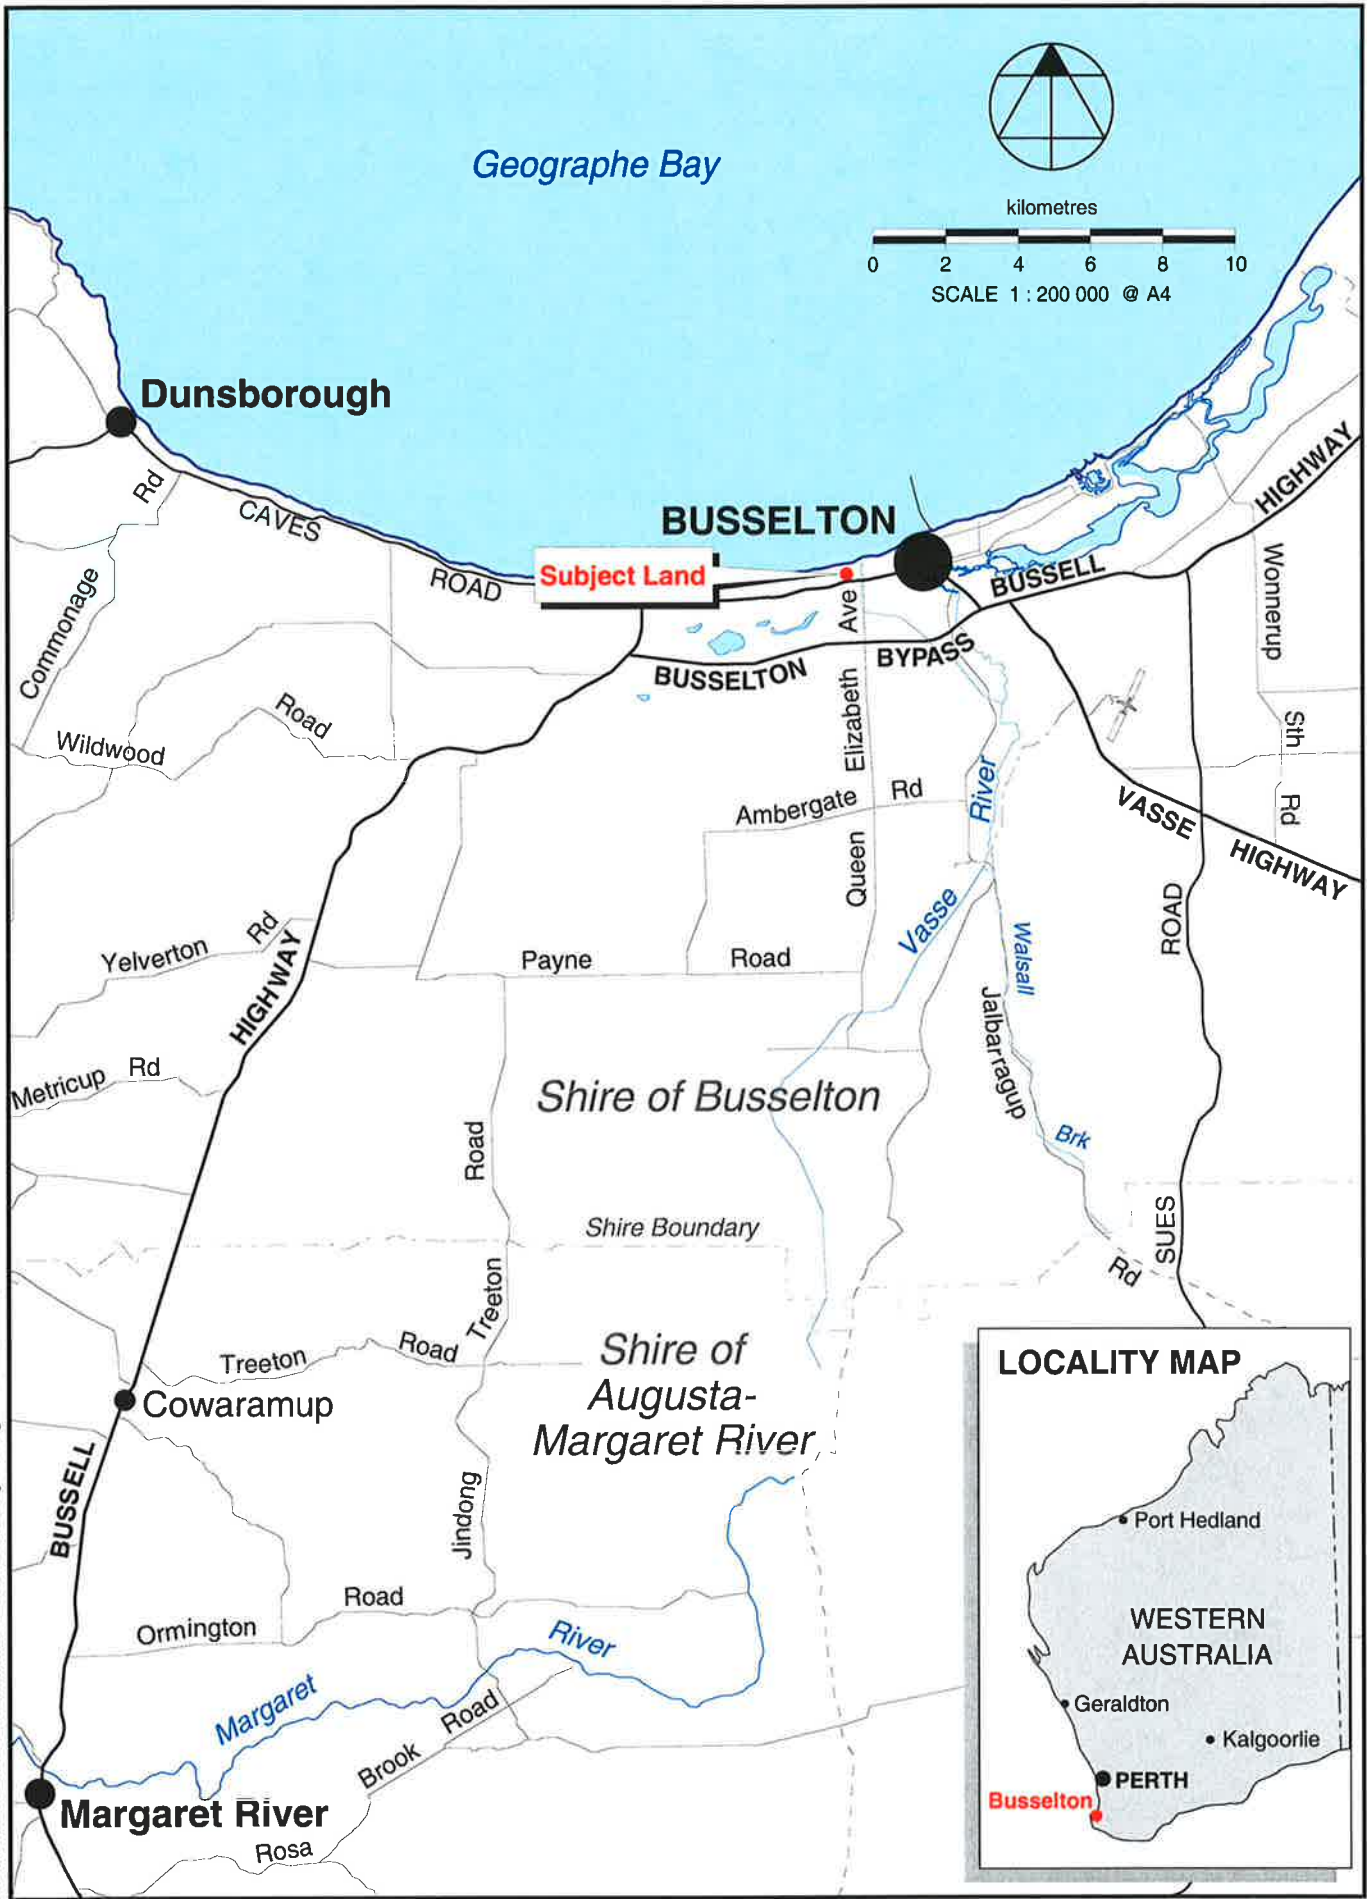 Geographe Bay
kilometres
0 2 4 6 8 10
SCALE 1 : 200 000 @ A4
Dunsborough
BUSSELTON
Subject Land
CAVES
ROAD
Rd
Commonage
Wildwood
Road
BUSSELTON
BYPASS
BUSSELL
HIGHWAY
Ave
Elizabeth
Queen
Ambergate
Rd
River
Vasse
Wonnerup
Sth
Rd
VASSE
HIGHWAY
ROAD
SUES
Yelverton
Rd
HIGHWAY
Payne
Road
Walsall
Jalbarragup
Brk
Rd
Metricup
Rd
Shire of Busselton
Road
Shire Boundary
Treeton
Treeton
Road
Shire of
Augusta-
Margaret River
Cowaramup
BUSSELL
Jindong
Ormington
Road
River
Margaret
Road
Brook
Margaret River
Rosa
LOCALITY MAP
Port Hedland
WESTERN
AUSTRALIA
Geraldton
Kalgoorlie
PERTH
Busselton